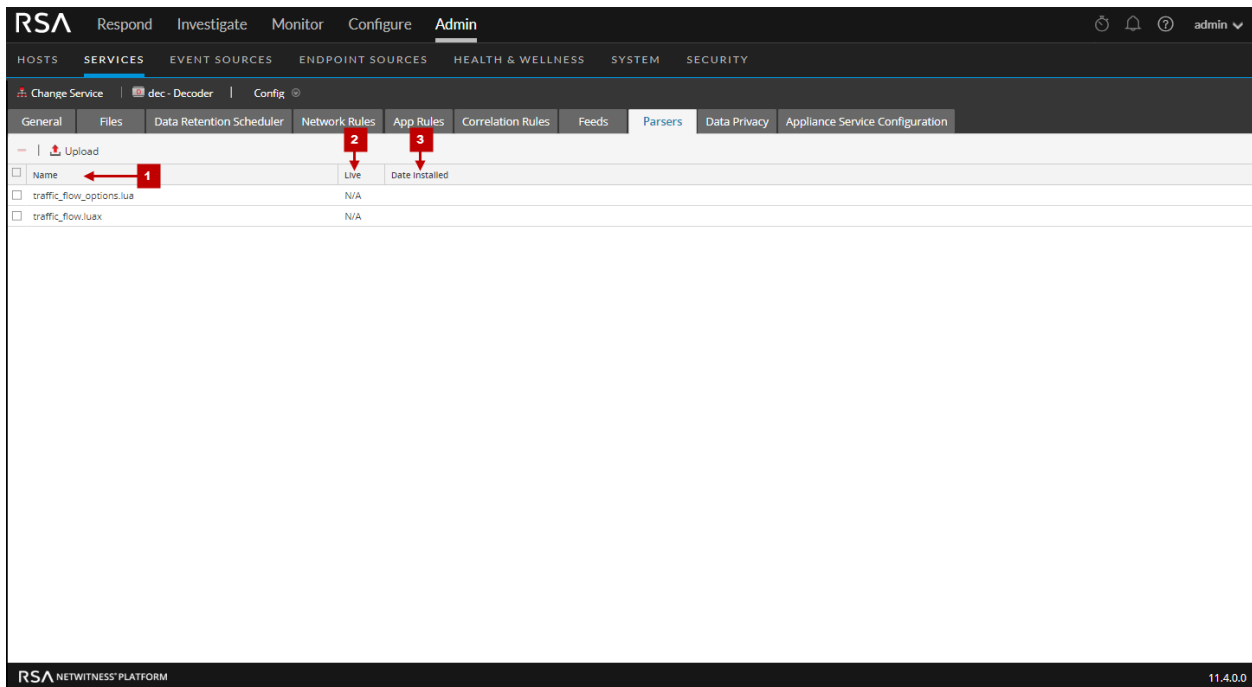 RSA Respond Investigate Monitor Configure Admin admin
HOSTS SERVICES EVENT SOURCES ENDPOINT SOURCES HEALTH & WELLNESS SYSTEM SECURITY
Change Service | dec - Decoder | Config
General Files Data Retention Scheduler Network Rules App Rules Correlation Rules Feeds Parsers Data Privacy Appliance Service Configuration
2 3
Upload
Name 1 Live Date Installed
traffic_flow_options.lua N/A
traffic_flow.luax N/A
RSA NETWITNESS® PLATFORM 11.4.0.0